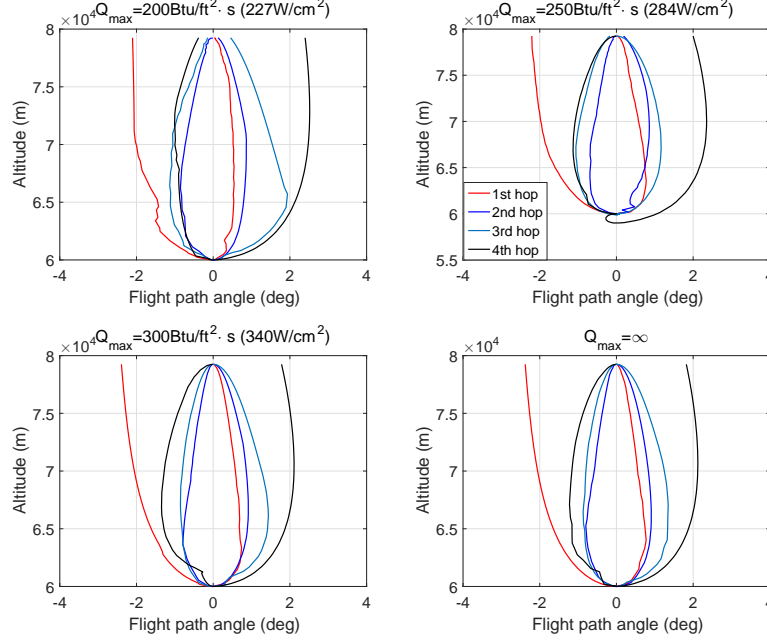 Q_max=200Btu/ft²· s (227W/cm²)
×10⁴
8
7.5
7
6.5
6
Altitude (m)
-4 -2 0 2 4
Flight path angle (deg)
Q_max=250Btu/ft²· s (284W/cm²)
×10⁴
8
7.5
7
6.5
6
5.5
Altitude (m)
1st hop
2nd hop
3rd hop
4th hop
-4 -2 0 2 4
Flight path angle (deg)
Q_max=300Btu/ft²· s (340W/cm²)
×10⁴
8
7.5
7
6.5
6
Altitude (m)
-4 -2 0 2 4
Flight path angle (deg)
Q_max=∞
×10⁴
8
7.5
7
6.5
6
Altitude (m)
-4 -2 0 2 4
Flight path angle (deg)